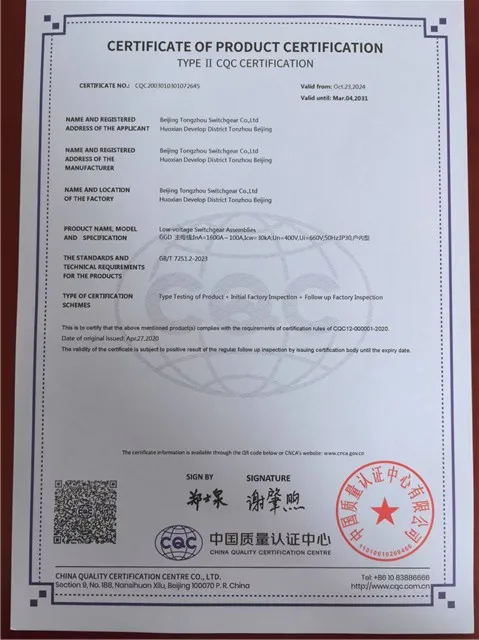 CERTIFICATE OF PRODUCT CERTIFICATION
TYPE II CQC CERTIFICATION
CERTIFICATE NO.: CQC2003010301072645
Valid from: Oct.23,2024
Valid until: Mar.04,2031
NAME AND REGISTERED
ADDRESS OF THE APPLICANT
Beijing Tongzhou Switchgear Co.,Ltd
Huoxian Develop District Tonzhou Beijing
NAME AND REGISTERED
ADDRESS OF THE
MANUFACTURER
Beijing Tongzhou Switchgear Co.,Ltd
Huoxian Develop District Tonzhou Beijing
NAME AND LOCATION
OF THE FACTORY
Beijing Tongzhou Switchgear Co.,Ltd
Huoxian Develop District Tonzhou Beijing
PRODUCT NAME, MODEL
AND SPECIFICATION
Low-voltage Switchgear Assemblies
GGD 主母线:InA=1600A~100A,Icw=30kA;Un=400V,Ui=660V;50Hz;IP30,户内型
THE STANDARDS AND
TECHNICAL REQUIREMENTS
FOR THE PRODUCTS
GB/T 7251.2-2023
TYPE OF CERTIFICATION
SCHEMES
Type Testing of Product + Initial Factory Inspection + Follow up Factory Inspection
This is to certify that the above mentioned product(s) complies with the requirements of certification rules of CQC12-000001-2020.
Date of original issued: Apr,27,2020
The validity of the certificate is subject to positive result of the regular follow up inspection by issuing certification body until the expiry date.
CQC
The certificate information is available through the QR code below or CNCA's website: www.cnca.gov.cn
SIGN BY
SIGNATURE
谢肇煦
中国质量认证中心有限公司
CQC 中国质量认证中心
CHINA QUALITY CERTIFICATION CENTRE
CHINA QUALITY CERTIFICATION CENTRE CO., LTD.
Section 9, No. 188, Nansihuan Xilu, Beijing 100070 P. R. China
Tel: +86 10 83886666
http://www.cqc.com.cn